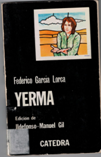 Federico García Lorca
YERMA
Edición de
Ildefonso-Manuel Gil
CATEDRA